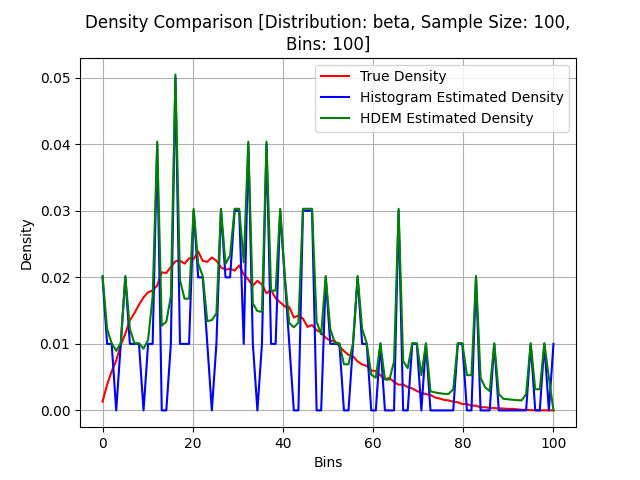 Density Comparison [Distribution: beta, Sample Size: 100,
Bins: 100]
True Density
Histogram Estimated Density
HDEM Estimated Density
Density
0.05
0.04
0.03
0.02
0.01
0.00
0 20 40 60 80 100
Bins